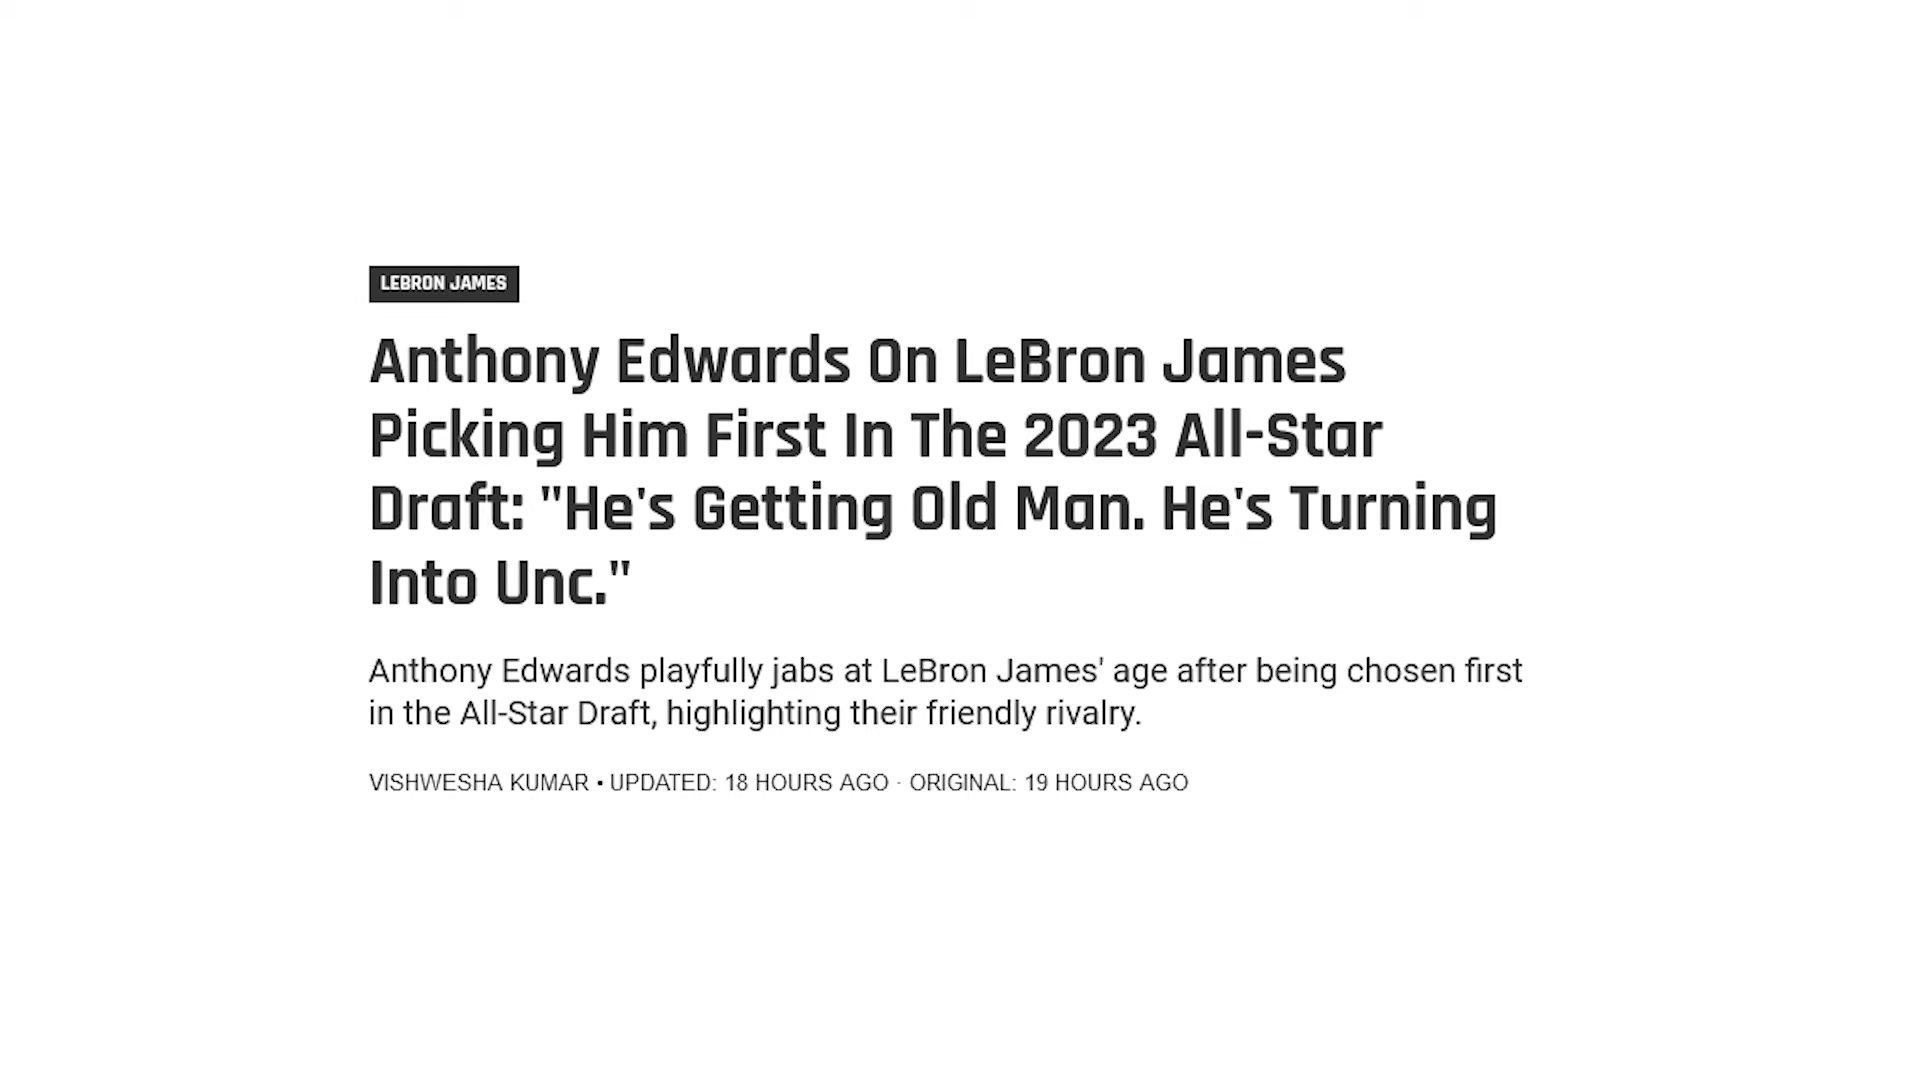 LEBRON JAMES
Anthony Edwards On LeBron James
Picking Him First In The 2023 All-Star
Draft: "He's Getting Old Man. He's Turning
Into Unc."
Anthony Edwards playfully jabs at LeBron James' age after being chosen first
in the All-Star Draft, highlighting their friendly rivalry.
VISHWESHA KUMAR • UPDATED: 18 HOURS AGO · ORIGINAL: 19 HOURS AGO